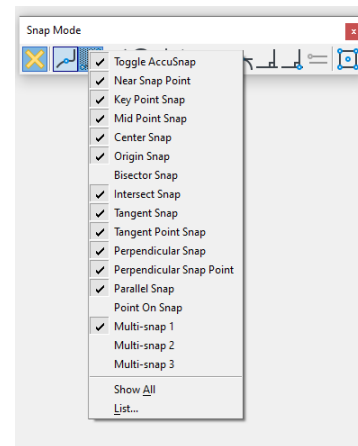 Snap Mode
x
Toggle AccuSnap
Near Snap Point
Key Point Snap
Mid Point Snap
Center Snap
Origin Snap
Bisector Snap
Intersect Snap
Tangent Snap
Tangent Point Snap
Perpendicular Snap
Perpendicular Snap Point
Parallel Snap
Point On Snap
Multi-snap 1
Multi-snap 2
Multi-snap 3
Show All
List...